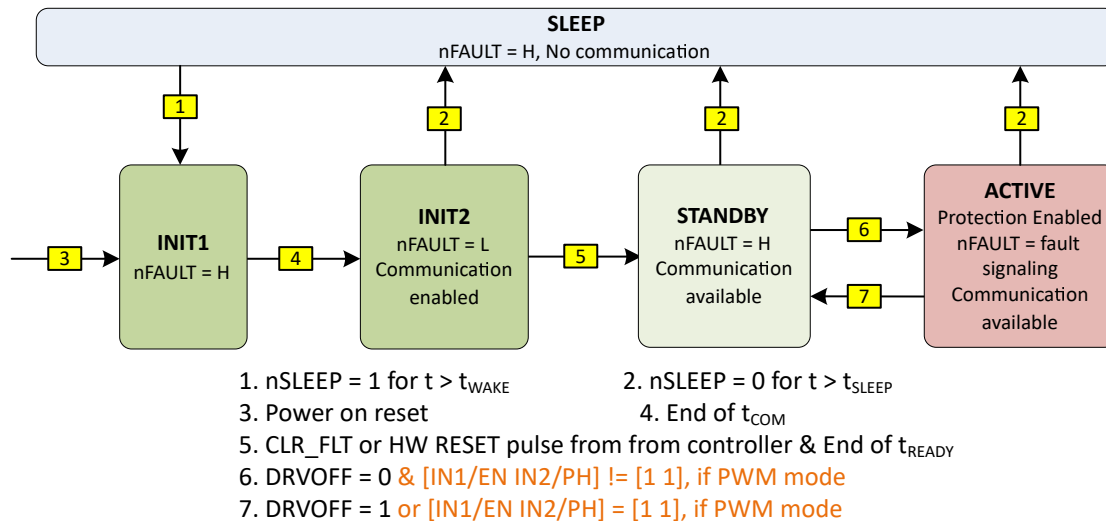 SLEEP
nFAULT = H, No communication
1
2
2
2
INIT1
nFAULT = H
INIT2
nFAULT = L
Communication
enabled
STANDBY
nFAULT = H
Communication
available
ACTIVE
Protection Enabled
nFAULT = fault
signaling
Communication
available
3
4
5
6
7
1. nSLEEP = 1 for t > tWAKE
2. nSLEEP = 0 for t > tSLEEP
3. Power on reset
4. End of tCOM
5. CLR_FLT or HW RESET pulse from from controller & End of tREADY
6. DRVOFF = 0 & [IN1/EN IN2/PH] != [1 1], if PWM mode
7. DRVOFF = 1 or [IN1/EN IN2/PH] = [1 1], if PWM mode